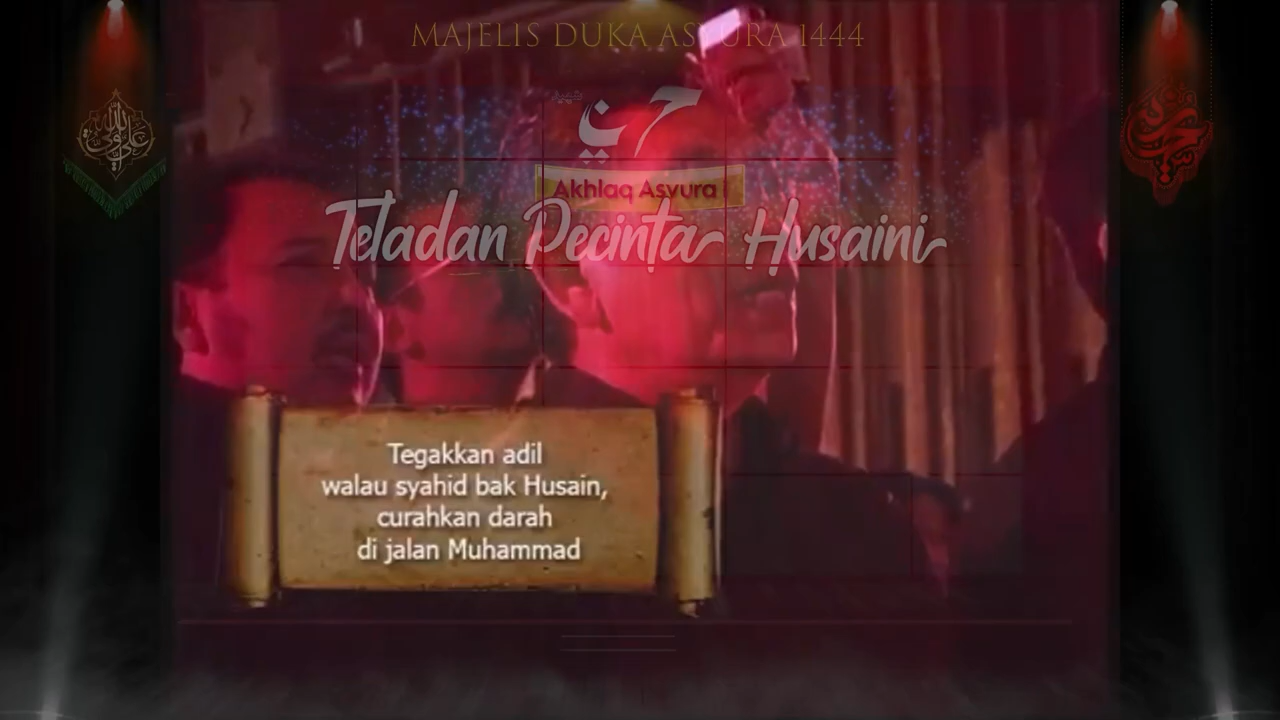 MAJELIS DUKA ASYURA 1444
Akhlaq Asyura
Teladan Pecinta Husaini
Tegakkan adil
walau syahid bak Husain,
curahkan darah
di jalan Muhammad